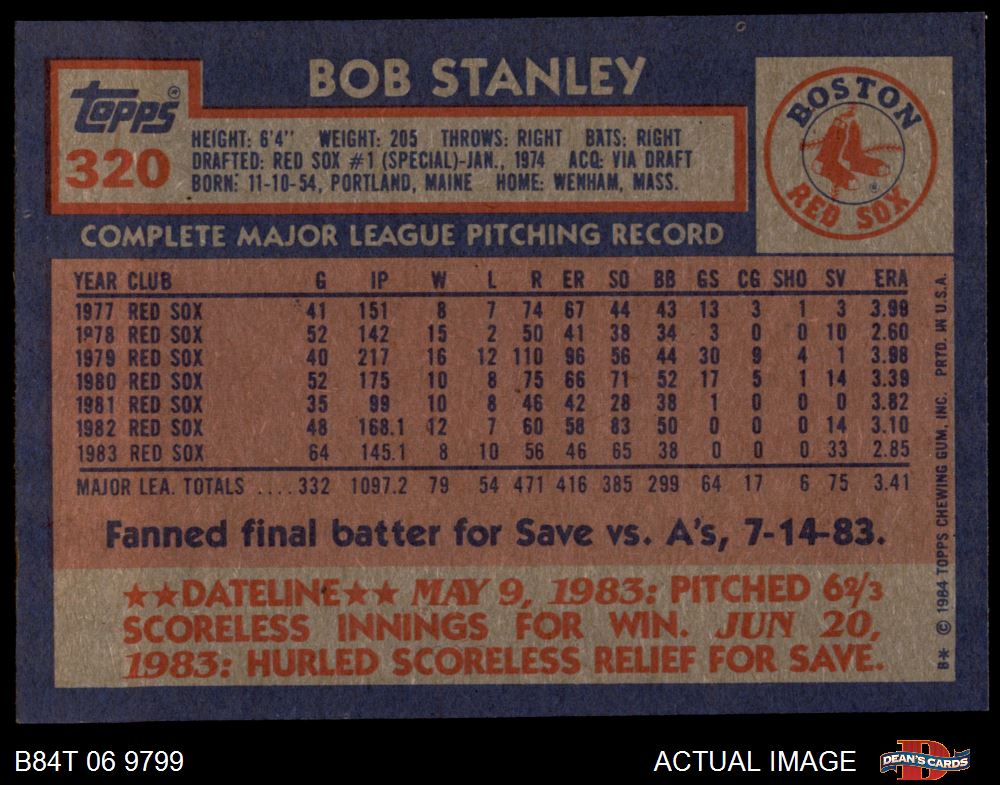 BOB STANLEY
Topps®
320
HEIGHT: 6'4'' WEIGHT: 205 THROWS: RIGHT BATS: RIGHT
DRAFTED: RED SOX #1 (SPECIAL)-JAN., 1974 ACQ: VIA DRAFT
BORN: 11-10-54, PORTLAND, MAINE HOME: WENHAM, MASS.
BOSTON
RED SOX
®
COMPLETE MAJOR LEAGUE PITCHING RECORD
YEAR CLUB G IP W L R ER SO BB GS CG SHO SV ERA
1977 RED SOX 41 151 8 7 74 67 44 43 13 3 1 3 3.99
1978 RED SOX 52 142 15 2 50 41 38 34 3 0 0 10 2.60
1979 RED SOX 40 217 16 12 110 96 56 44 30 9 4 1 3.98
1980 RED SOX 52 175 10 8 75 66 71 52 17 5 1 14 3.39
1981 RED SOX 35 99 10 8 46 42 28 38 1 0 0 0 3.82
1982 RED SOX 48 168.1 12 7 60 58 83 50 0 0 0 14 3.10
1983 RED SOX 64 145.1 8 10 56 46 65 38 0 0 0 33 2.85
MAJOR LEA. TOTALS ....332 1097.2 79 54 471 416 385 299 64 17 6 75 3.41
Fanned final batter for Save vs. A's, 7-14-83.
★★DATELINE★★ MAY 9, 1983: PITCHED 6⅔
SCORELESS INNINGS FOR WIN. JUN 20,
1983: HURLED SCORELESS RELIEF FOR SAVE.
B* © 1984 TOPPS CHEWING GUM, INC. PRTD. IN U.S.A.
B84T 06 9799
ACTUAL IMAGE
D
DEAN'S CARDS